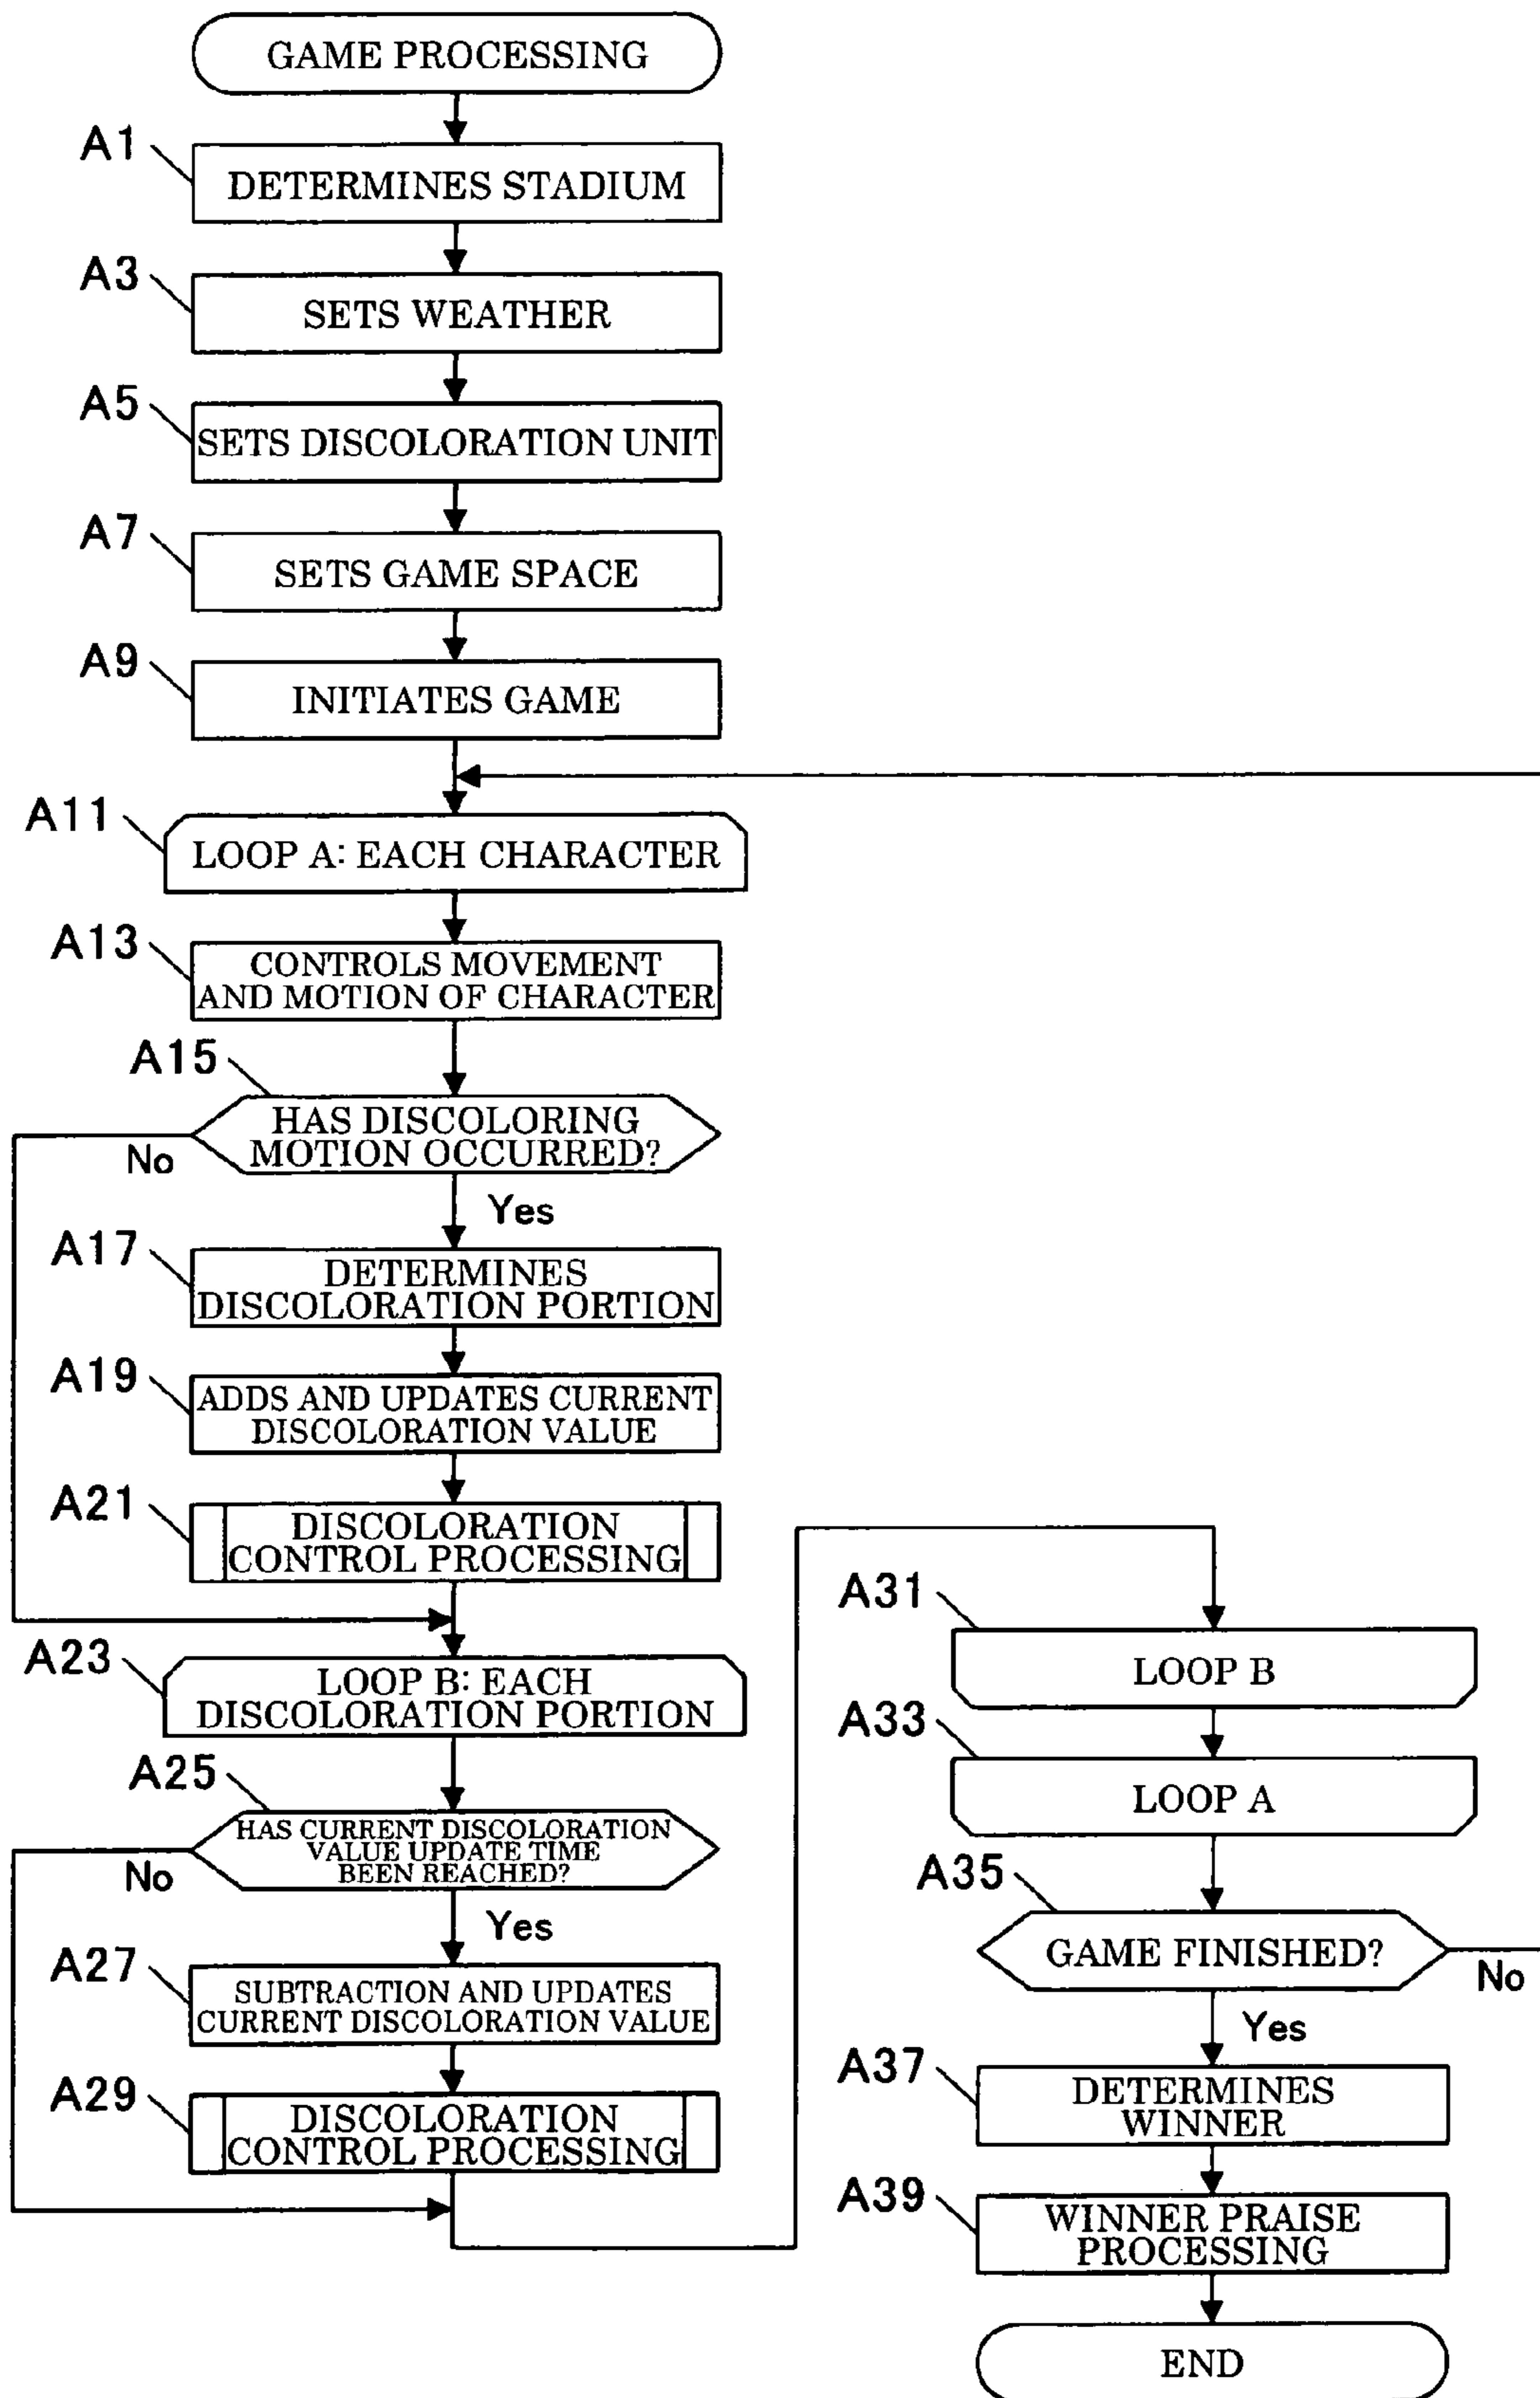 GAME PROCESSING
A1
DETERMINES STADIUM
A3
SETS WEATHER
A5
SETS DISCOLORATION UNIT
A7
SETS GAME SPACE
A9
INITIATES GAME
A11
LOOP A: EACH CHARACTER
A13
CONTROLS MOVEMENT
AND MOTION OF CHARACTER
A15
HAS DISCOLORING
MOTION OCCURRED?
No
Yes
A17
DETERMINES
DISCOLORATION PORTION
A19
ADDS AND UPDATES CURRENT
DISCOLORATION VALUE
A21
DISCOLORATION
CONTROL PROCESSING
A23
LOOP B: EACH
DISCOLORATION PORTION
A25
HAS CURRENT DISCOLORATION
VALUE UPDATE TIME
BEEN REACHED?
No
Yes
A27
SUBTRACTION AND UPDATES
CURRENT DISCOLORATION VALUE
A29
DISCOLORATION
CONTROL PROCESSING
A31
LOOP B
A33
LOOP A
A35
GAME FINISHED?
No
Yes
A37
DETERMINES
WINNER
A39
WINNER PRAISE
PROCESSING
END